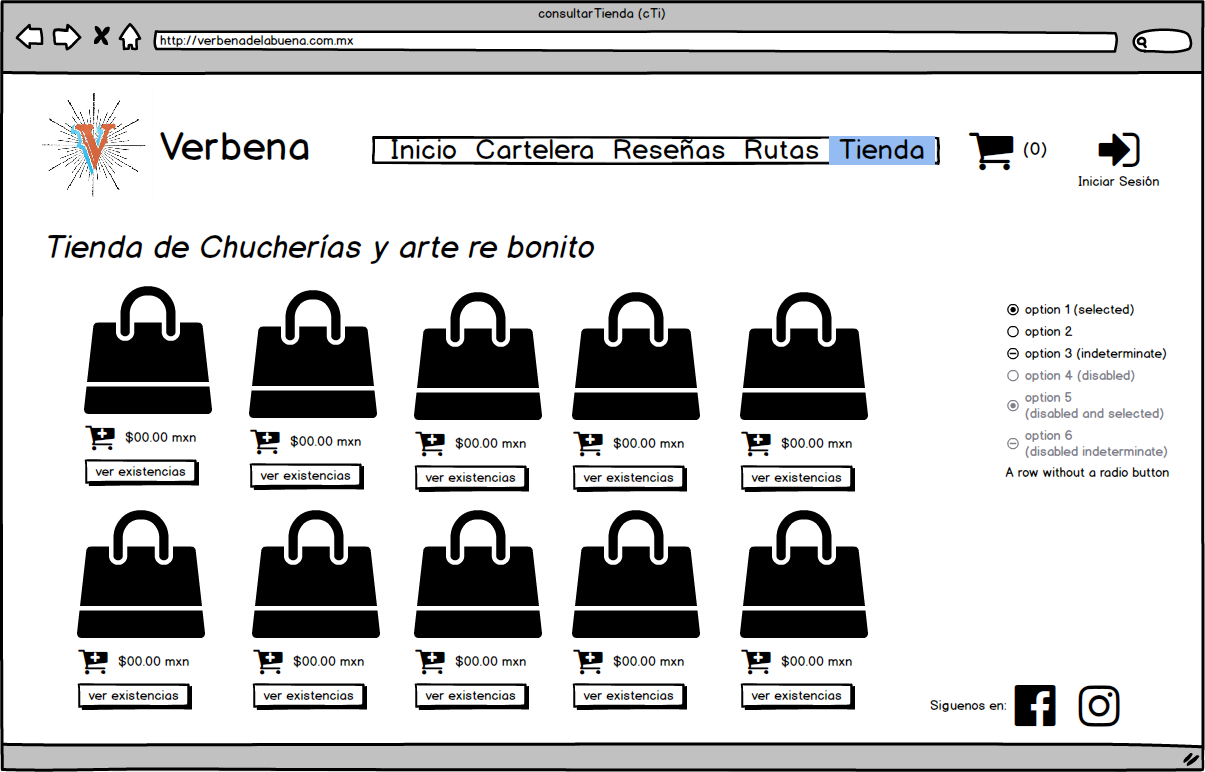 consultarTienda (cTi)
http://verbenadelabuena.com.mx
V Verbena
Inicio Cartelera Reseñas Rutas Tienda
(0)
Iniciar Sesión
Tienda de Chucherías y arte re bonito
$00.00 mxn $00.00 mxn $00.00 mxn $00.00 mxn $00.00 mxn
ver existencias ver existencias ver existencias ver existencias ver existencias
option 1 (selected)
option 2
option 3 (indeterminate)
option 4 (disabled)
option 5
(disabled and selected)
option 6
(disabled indeterminate)
A row without a radio button
$00.00 mxn $00.00 mxn $00.00 mxn $00.00 mxn $00.00 mxn
ver existencias ver existencias ver existencias ver existencias ver existencias
Siguenos en: